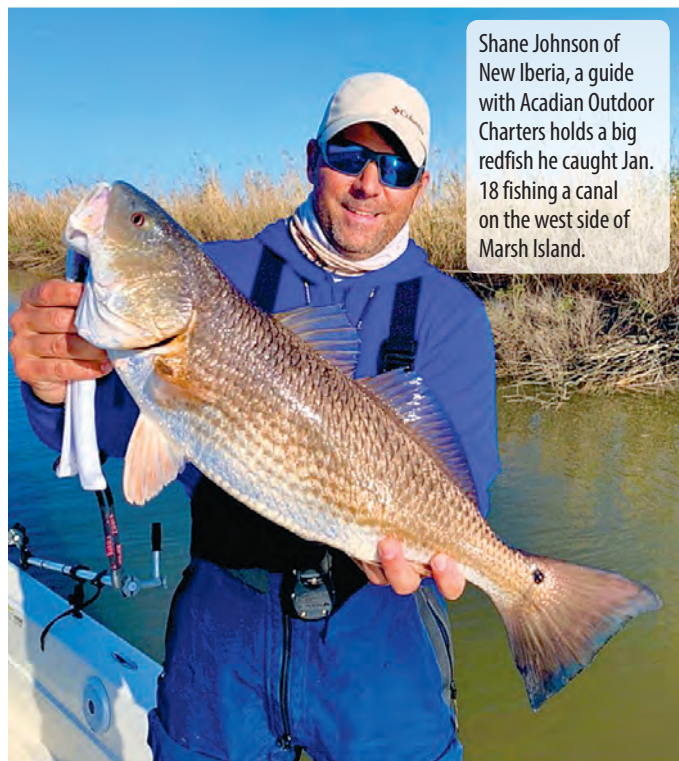 Shane Johnson of
New Iberia, a guide
with Acadian Outdoor
Charters holds a big
redfish he caught Jan.
18 fishing a canal
on the west side of
Marsh Island.
Columbia